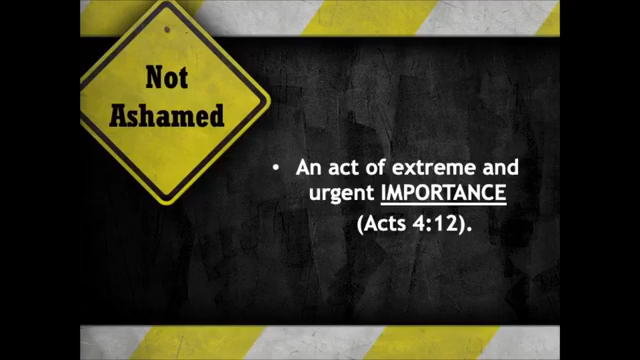 Not
Ashamed
• An act of extreme and
urgent IMPORTANCE
(Acts 4:12).